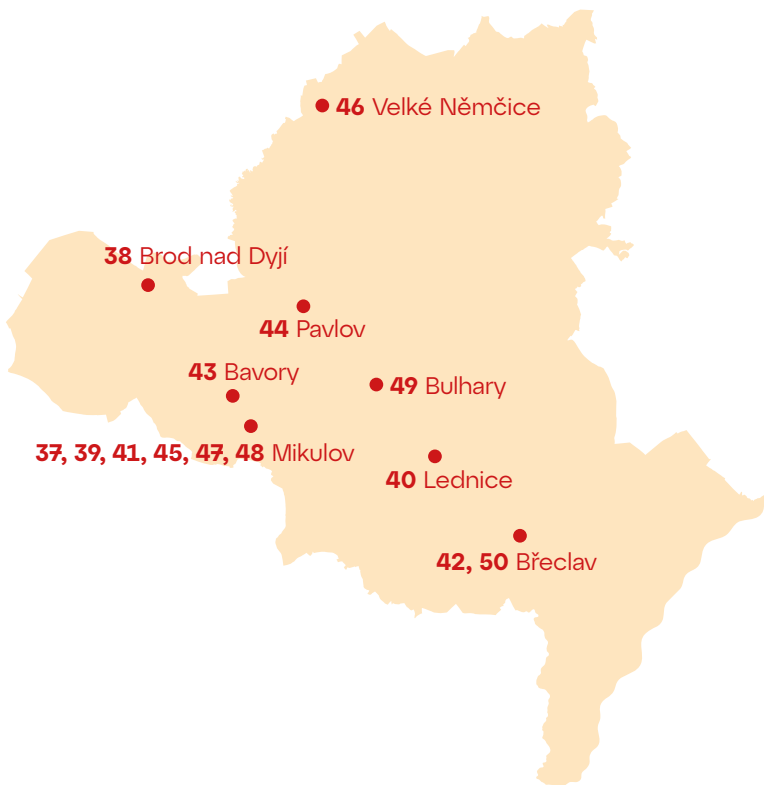 46 Velké Němčice
38 Brod nad Dyjí
44 Pavlov
43 Bavory
49 Bulhary
37, 39, 41, 45, 47, 48 Mikulov
40 Lednice
42, 50 Břeclav